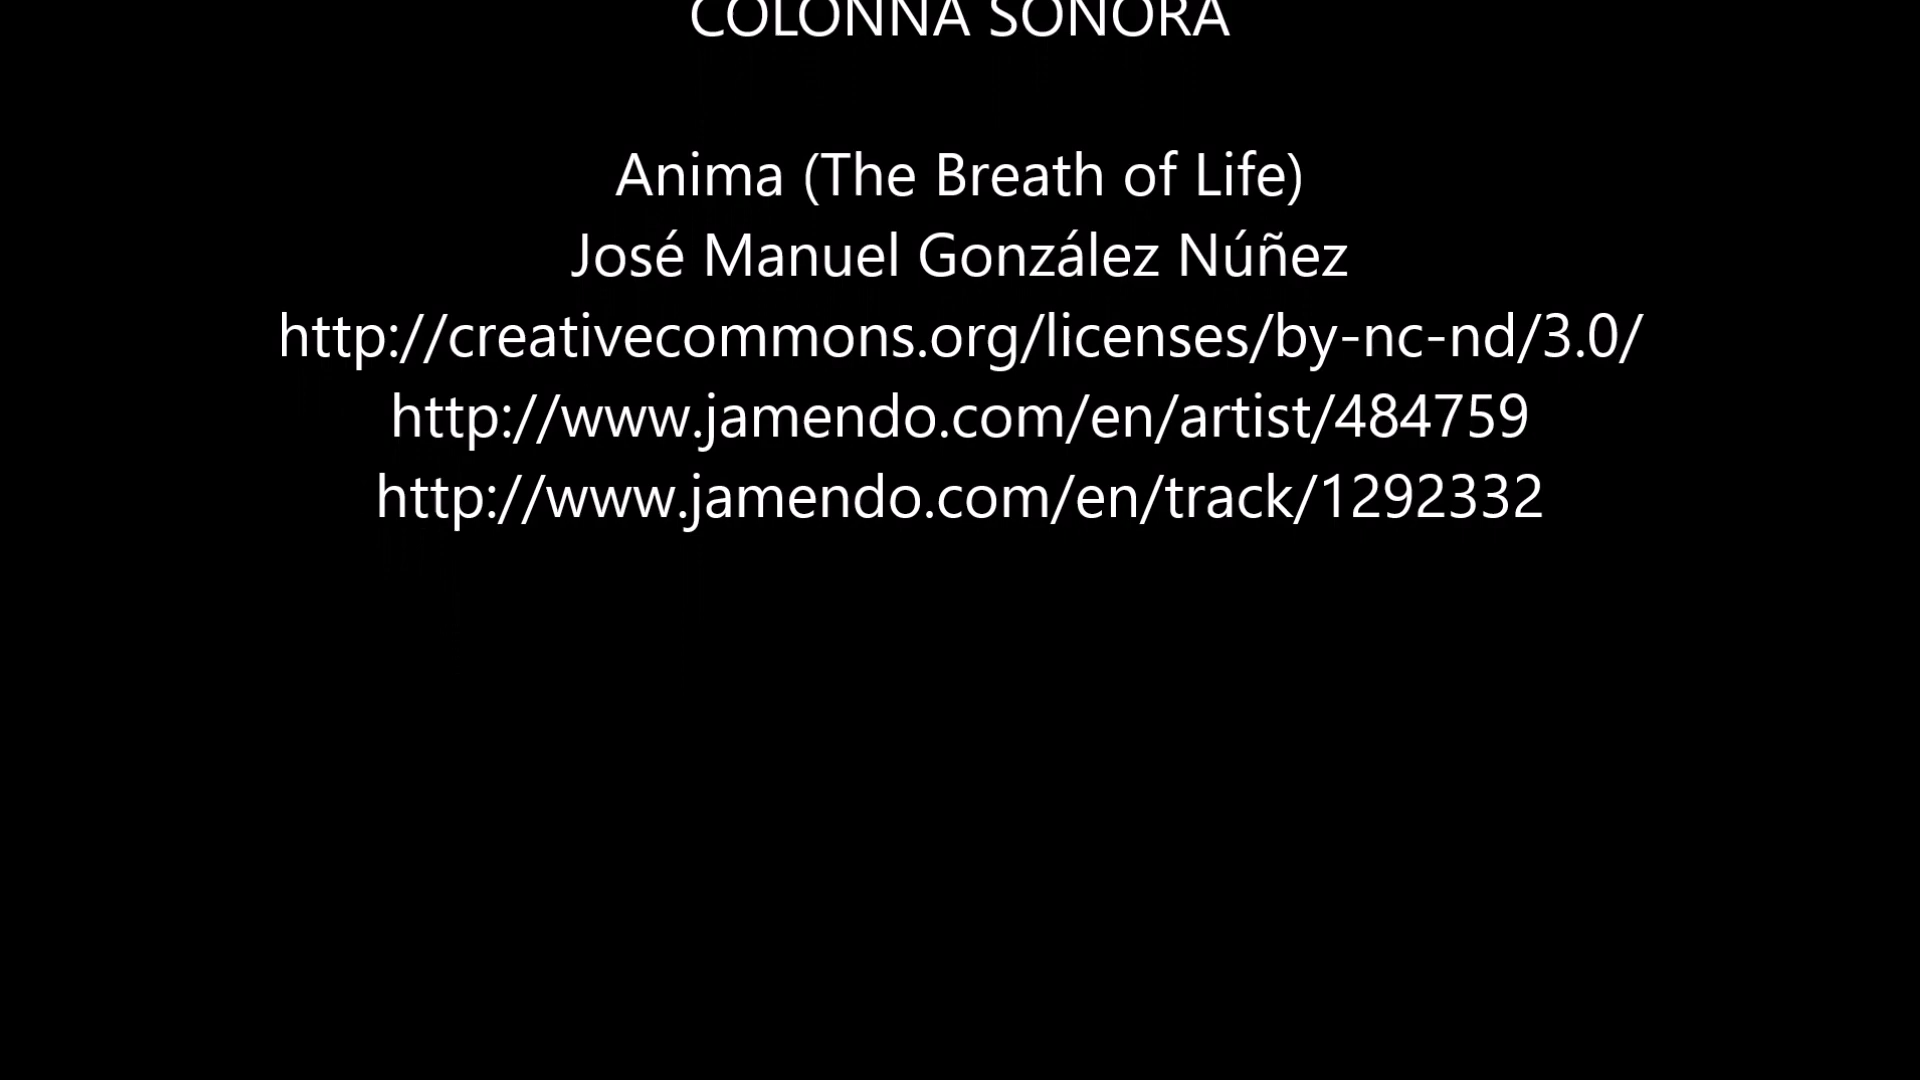 COLONNA SONORA
Anima (The Breath of Life)
José Manuel González Núñez
http://creativecommons.org/licenses/by-nc-nd/3.0/
http://www.jamendo.com/en/artist/484759
http://www.jamendo.com/en/track/1292332